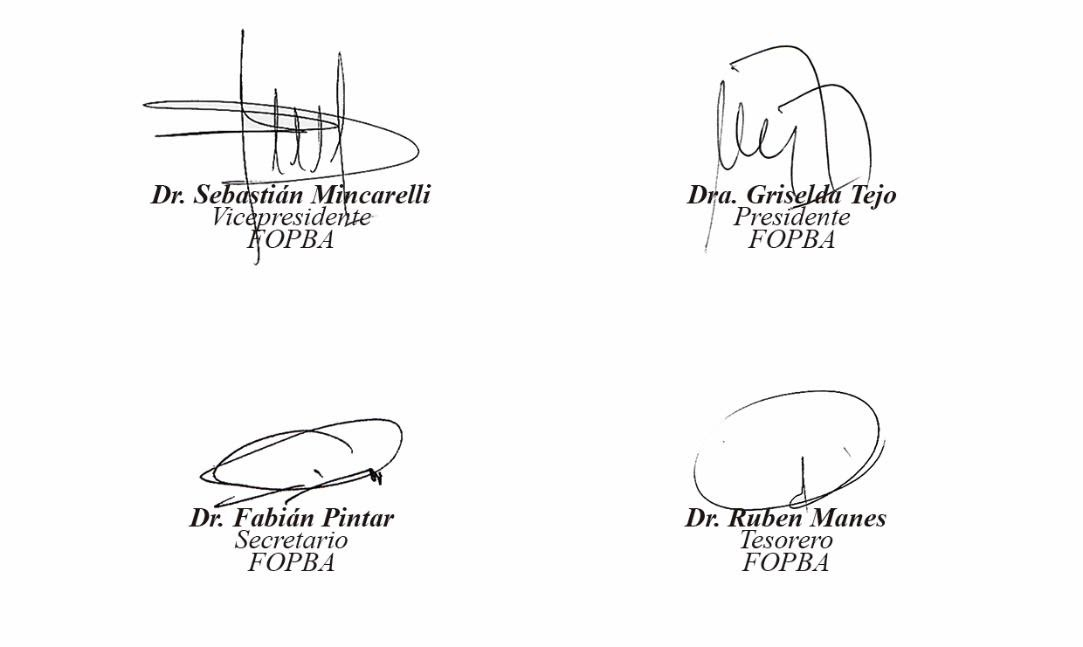 Dr. Sebastián Mincarelli
Vicepresidente
FOPBA
Dra. Griselda Tejo
Presidente
FOPBA
Dr. Fabián Pintar
Secretario
FOPBA
Dr. Ruben Manes
Tesorero
FOPBA